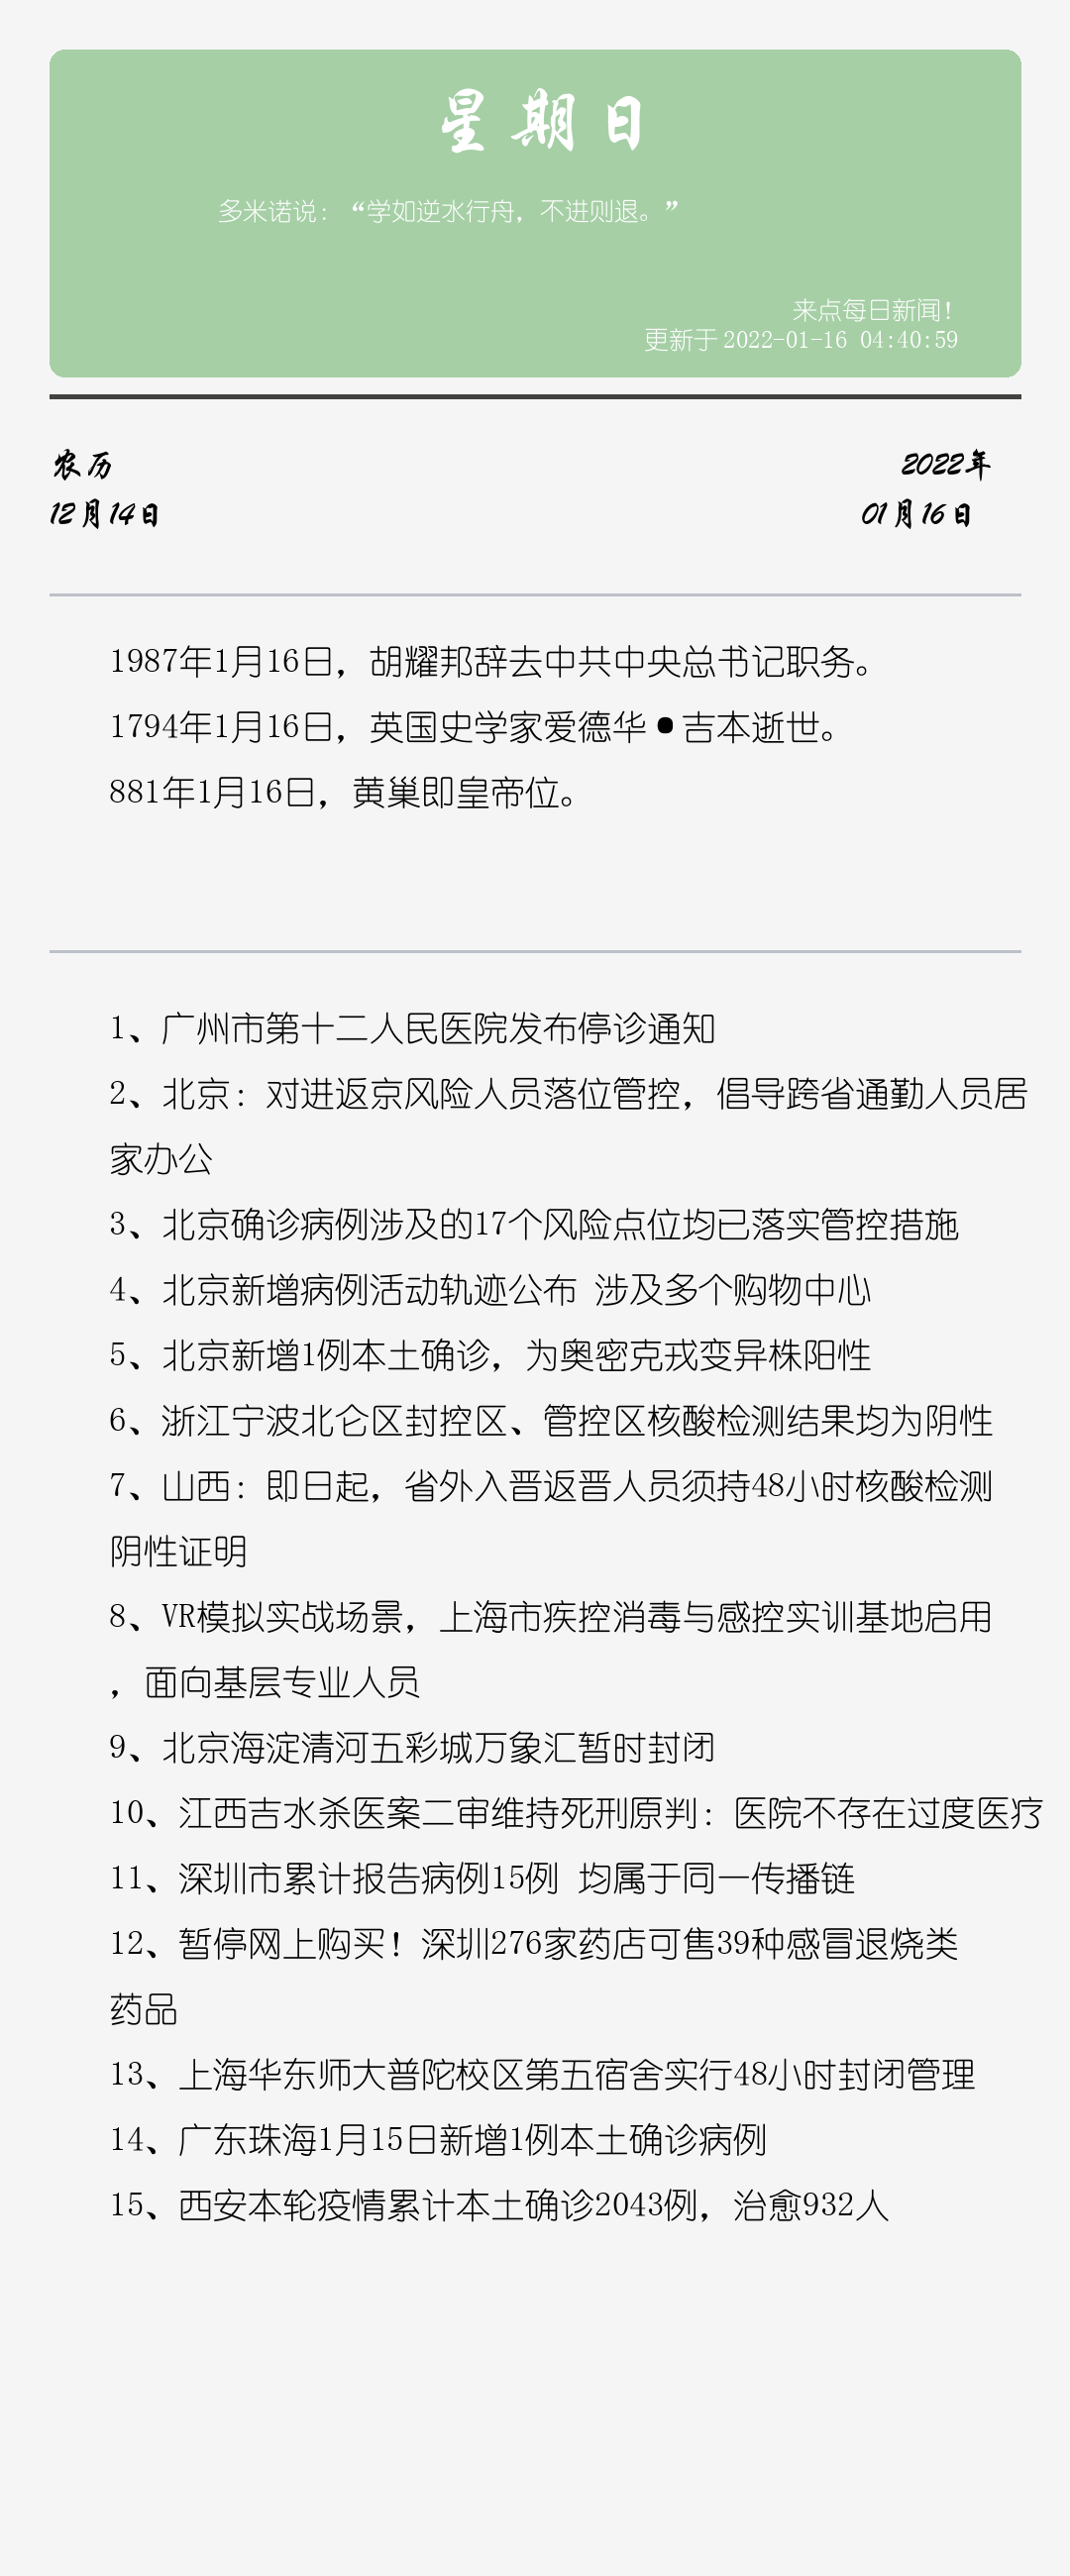 星期日
多米诺说：“学如逆水行舟，不进则退。”
来点每日新闻！
更新于 2022-01-16 04:40:59
农历
2022年
12月14日
01月16日
1987年1月16日，胡耀邦辞去中共中央总书记职务。
1794年1月16日，英国史学家爱德华•吉本逝世。
881年1月16日，黄巢即皇帝位。
1、广州市第十二人民医院发布停诊通知
2、北京：对进返京风险人员落位管控，倡导跨省通勤人员居
家办公
3、北京确诊病例涉及的17个风险点位均已落实管控措施
4、北京新增病例活动轨迹公布 涉及多个购物中心
5、北京新增1例本土确诊，为奥密克戎变异株阳性
6、浙江宁波北仑区封控区、管控区核酸检测结果均为阴性
7、山西：即日起，省外入晋返晋人员须持48小时核酸检测
阴性证明
8、VR模拟实战场景，上海市疾控消毒与感控实训基地启用
，面向基层专业人员
9、北京海淀清河五彩城万象汇暂时封闭
10、江西吉水杀医案二审维持死刑原判：医院不存在过度医疗
11、深圳市累计报告病例15例 均属于同一传播链
12、暂停网上购买！深圳276家药店可售39种感冒退烧类
药品
13、上海华东师大普陀校区第五宿舍实行48小时封闭管理
14、广东珠海1月15日新增1例本土确诊病例
15、西安本轮疫情累计本土确诊2043例，治愈932人